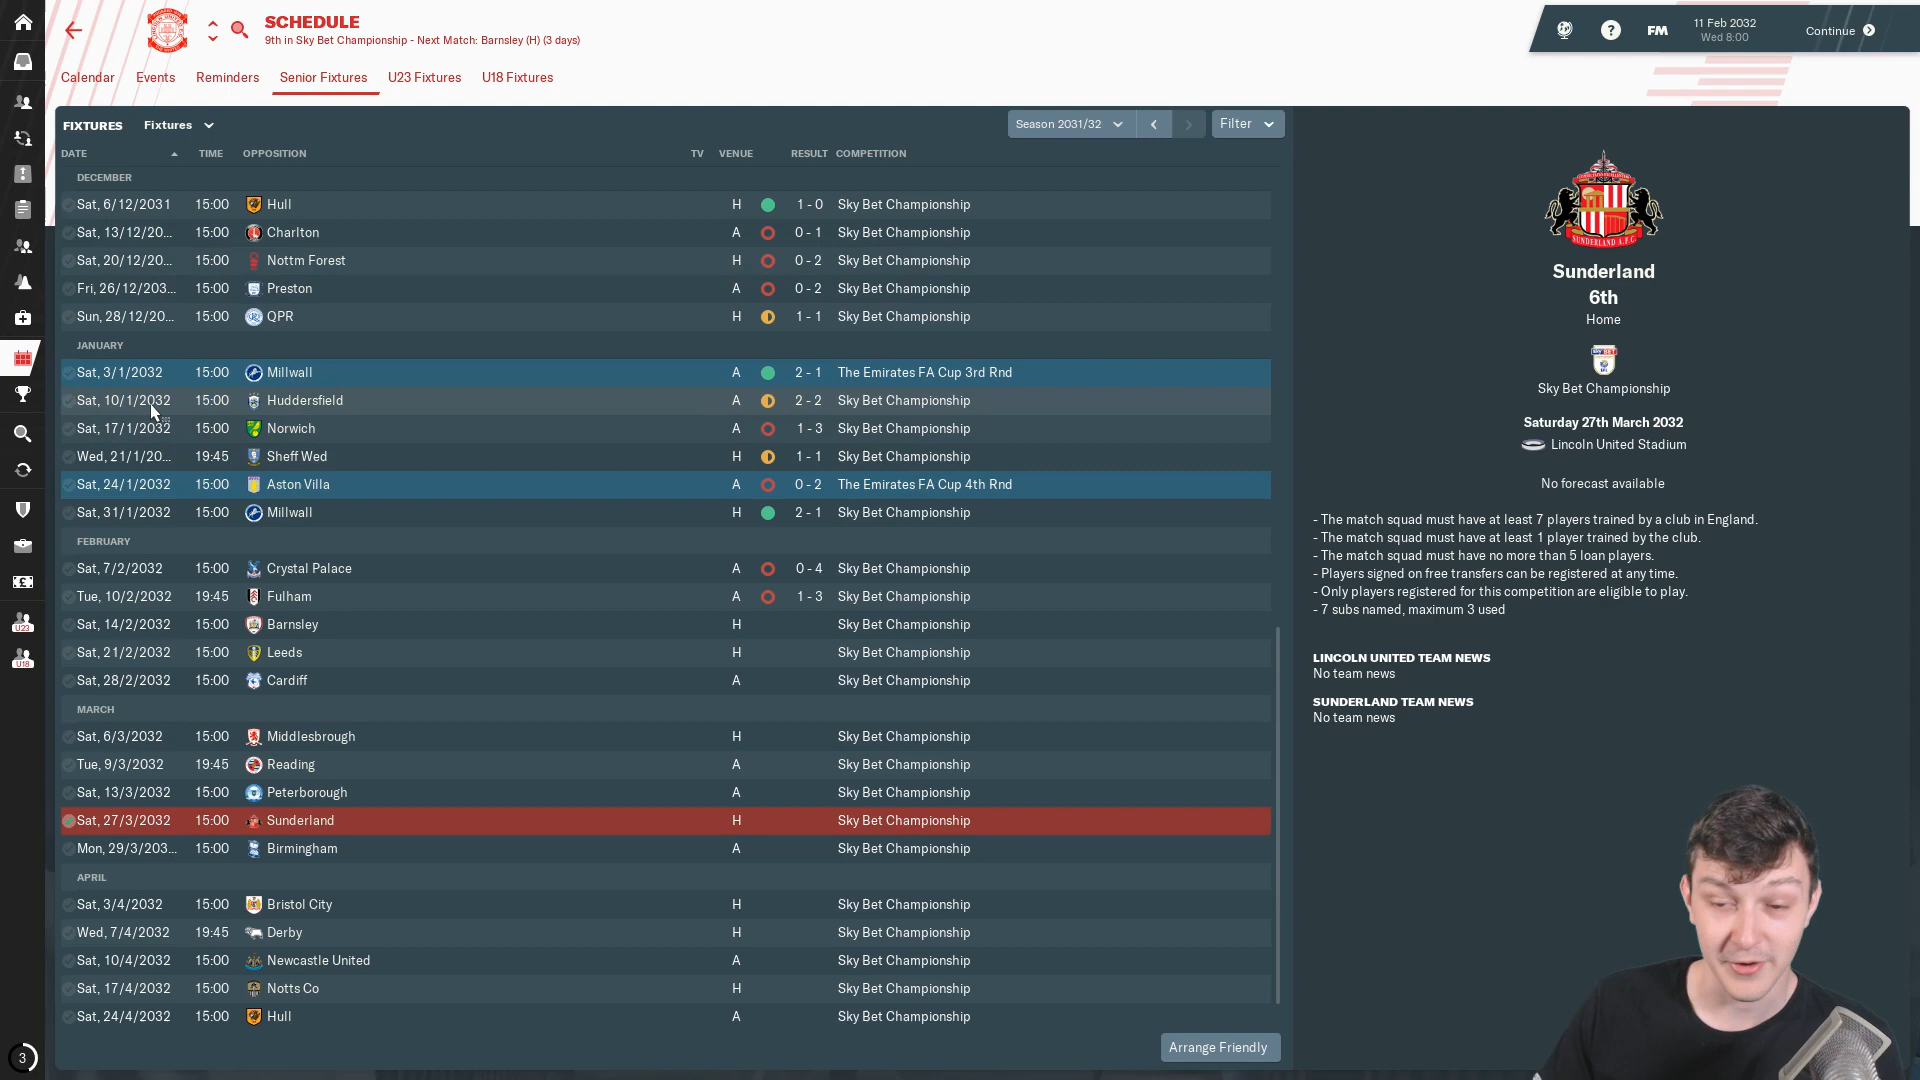 SCHEDULE
9th in Sky Bet Championship - Next Match: Barnsley (H) (3 days)
FM
11 Feb 2032
Wed 8:00
Continue
Calendar Events Reminders Senior Fixtures U23 Fixtures U18 Fixtures
FIXTURES Fixtures Season 2031/32 Filter
DATE TIME OPPOSITION TV VENUE RESULT COMPETITION
DECEMBER
Sat, 6/12/2031 15:00 Hull H 1 - 0 Sky Bet Championship
Sat, 13/12/20... 15:00 Charlton A 0 - 1 Sky Bet Championship
Sat, 20/12/20... 15:00 Nottm Forest H 0 - 2 Sky Bet Championship
Fri, 26/12/203... 15:00 Preston A 0 - 2 Sky Bet Championship
Sun, 28/12/20... 15:00 QPR H 1 - 1 Sky Bet Championship
JANUARY
Sat, 3/1/2032 15:00 Millwall A 2 - 1 The Emirates FA Cup 3rd Rnd
Sat, 10/1/2032 15:00 Huddersfield A 2 - 2 Sky Bet Championship
Sat, 17/1/2032 15:00 Norwich A 1 - 3 Sky Bet Championship
Wed, 21/1/20... 19:45 Sheff Wed H 1 - 1 Sky Bet Championship
Sat, 24/1/2032 15:00 Aston Villa A 0 - 2 The Emirates FA Cup 4th Rnd
Sat, 31/1/2032 15:00 Millwall H 2 - 1 Sky Bet Championship
FEBRUARY
Sat, 7/2/2032 15:00 Crystal Palace A 0 - 4 Sky Bet Championship
Tue, 10/2/2032 19:45 Fulham A 1 - 3 Sky Bet Championship
Sat, 14/2/2032 15:00 Barnsley H Sky Bet Championship
Sat, 21/2/2032 15:00 Leeds H Sky Bet Championship
Sat, 28/2/2032 15:00 Cardiff A Sky Bet Championship
MARCH
Sat, 6/3/2032 15:00 Middlesbrough H Sky Bet Championship
Tue, 9/3/2032 19:45 Reading A Sky Bet Championship
Sat, 13/3/2032 15:00 Peterborough A Sky Bet Championship
Sat, 27/3/2032 15:00 Sunderland H Sky Bet Championship
Mon, 29/3/203... 15:00 Birmingham A Sky Bet Championship
APRIL
Sat, 3/4/2032 15:00 Bristol City H Sky Bet Championship
Wed, 7/4/2032 19:45 Derby H Sky Bet Championship
Sat, 10/4/2032 15:00 Newcastle United A Sky Bet Championship
Sat, 17/4/2032 15:00 Notts Co H Sky Bet Championship
Sat, 24/4/2032 15:00 Hull A Sky Bet Championship
Arrange Friendly
SUNDERLAND A.F.C.
Sunderland
6th
Home
SKY BET
EFL
Sky Bet Championship
Saturday 27th March 2032
Lincoln United Stadium
No forecast available
- The match squad must have at least 7 players trained by a club in England.
- The match squad must have at least 1 player trained by the club.
- The match squad must have no more than 5 loan players.
- Players signed on free transfers can be registered at any time.
- Only players registered for this competition are eligible to play.
- 7 subs named, maximum 3 used
LINCOLN UNITED TEAM NEWS
No team news
SUNDERLAND TEAM NEWS
No team news
U23
U18
3